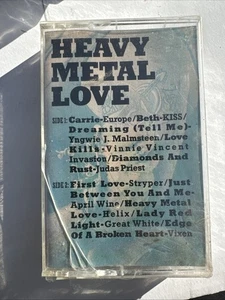 HEAVY
METAL
LOVE
SIDE 1: Carrie-Europe/Beth-KISS/
Dreaming (Tell Me)-
Yngwie J. Malmsteen/Love
Kills-Vinnie Vincent
Invasion/Diamonds And
Rust-Judas Priest
SIDE 2: First Love-Stryper/Just
Between You And Me-
April Wine/Heavy Metal
Love-Helix/Lady Red
Light-Great White/Edge
Of A Broken Heart-Vixen